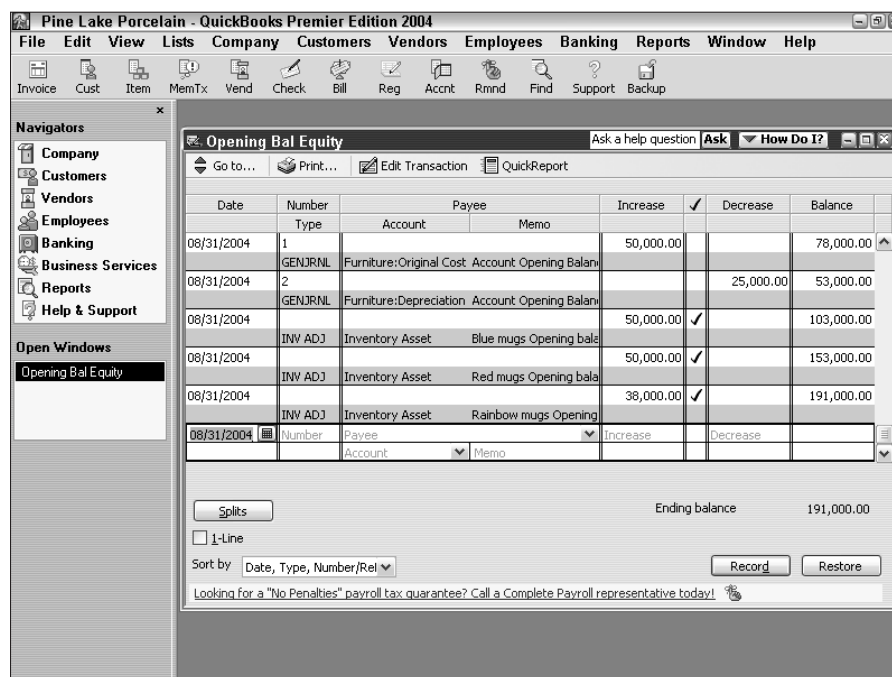 Pine Lake Porcelain - QuickBooks Premier Edition 2004
File Edit View Lists Company Customers Vendors Employees Banking Reports Window Help
Invoice Cust Item MemTx Vend Check Bill Reg Accnt Rmnd Find Support Backup
Navigators
Company
Customers
Vendors
Employees
Banking
Business Services
Reports
Help & Support
Open Windows
Opening Bal Equity
Opening Bal Equity Ask a help question Ask How Do I?
Go to... Print... Edit Transaction QuickReport
Date Number Payee Increase ✓ Decrease Balance
Type Account Memo
08/31/2004 1 50,000.00 78,000.00
GENJRNL Furniture:Original Cost Account Opening Balan
08/31/2004 2 25,000.00 53,000.00
GENJRNL Furniture:Depreciation Account Opening Balan
08/31/2004 50,000.00 ✓ 103,000.00
INV ADJ Inventory Asset Blue mugs Opening bala
08/31/2004 50,000.00 ✓ 153,000.00
INV ADJ Inventory Asset Red mugs Opening bala
08/31/2004 38,000.00 ✓ 191,000.00
INV ADJ Inventory Asset Rainbow mugs Opening
08/31/2004 Number Payee Increase Decrease
Account Memo
Splits Ending balance 191,000.00
1-Line
Sort by Date, Type, Number/Rel Record Restore
Looking for a "No Penalties" payroll tax guarantee? Call a Complete Payroll representative today!